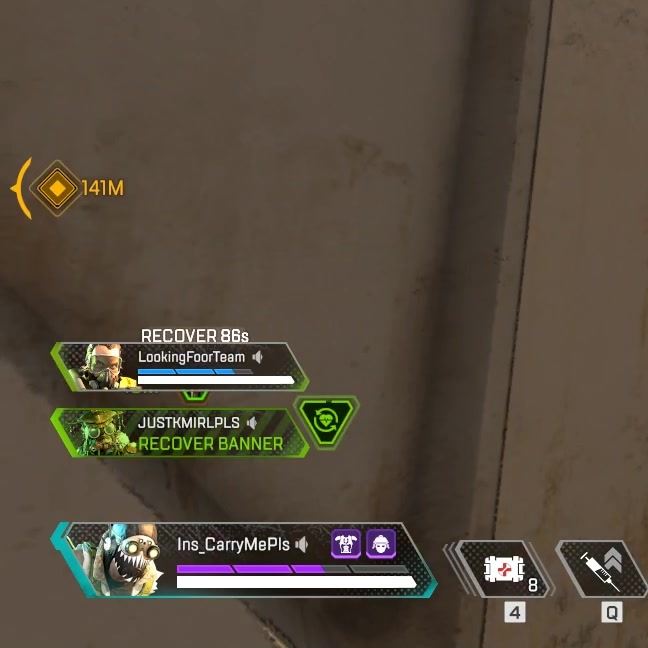 141M
RECOVER 86s
LookingFoorTeam
JUSTKMIRLPLS
RECOVER BANNER
Ins_CarryMePls
8
4
Q